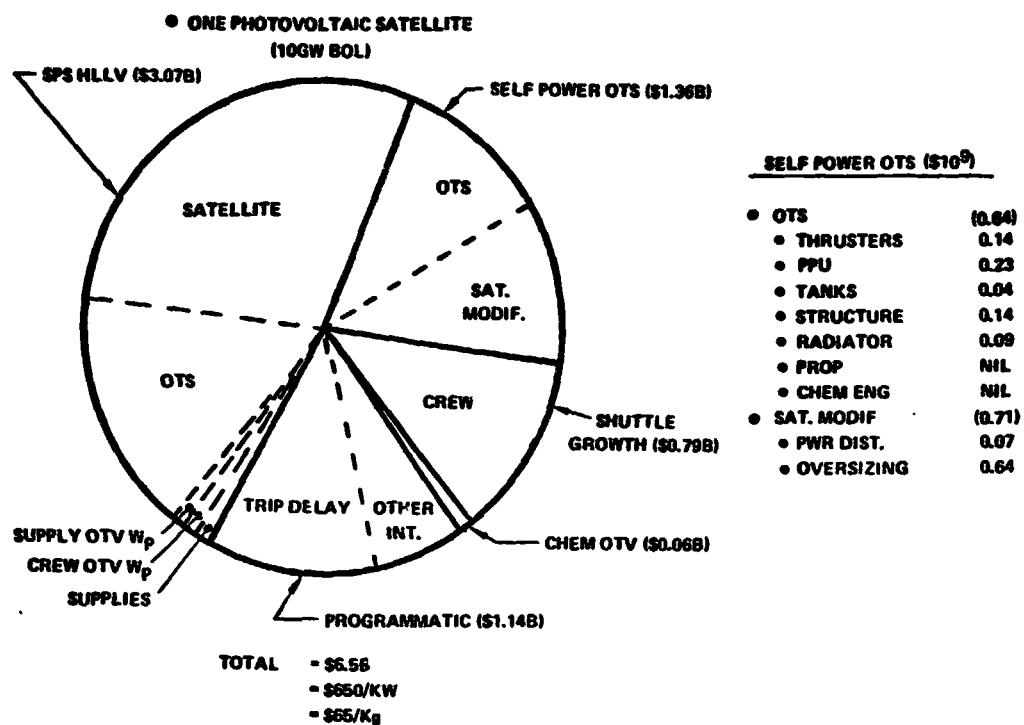 ● ONE PHOTOVOLTAIC SATELLITE
(10GW BOL)
SPS HLLV ($3.07B)
SELF POWER OTS ($1.36B)
SATELLITE
OTS
SAT.
MODIF.
OTS
CREW
SHUTTLE
GROWTH ($0.79B)
TRIP DELAY
OTHER
INT.
CHEM OTV ($0.06B)
SUPPLY OTV Wp
CREW OTV Wp
SUPPLIES
PROGRAMMATIC ($1.14B)
TOTAL = $6.5B
= $650/KW
= $65/Kg
SELF POWER OTS ($10⁹)
● OTS (0.64)
● THRUSTERS 0.14
● PPU 0.23
● TANKS 0.04
● STRUCTURE 0.14
● RADIATOR 0.09
● PROP NIL
● CHEM ENG NIL
● SAT. MODIF (0.71)
● PWR DIST. 0.07
● OVERSIZING 0.64